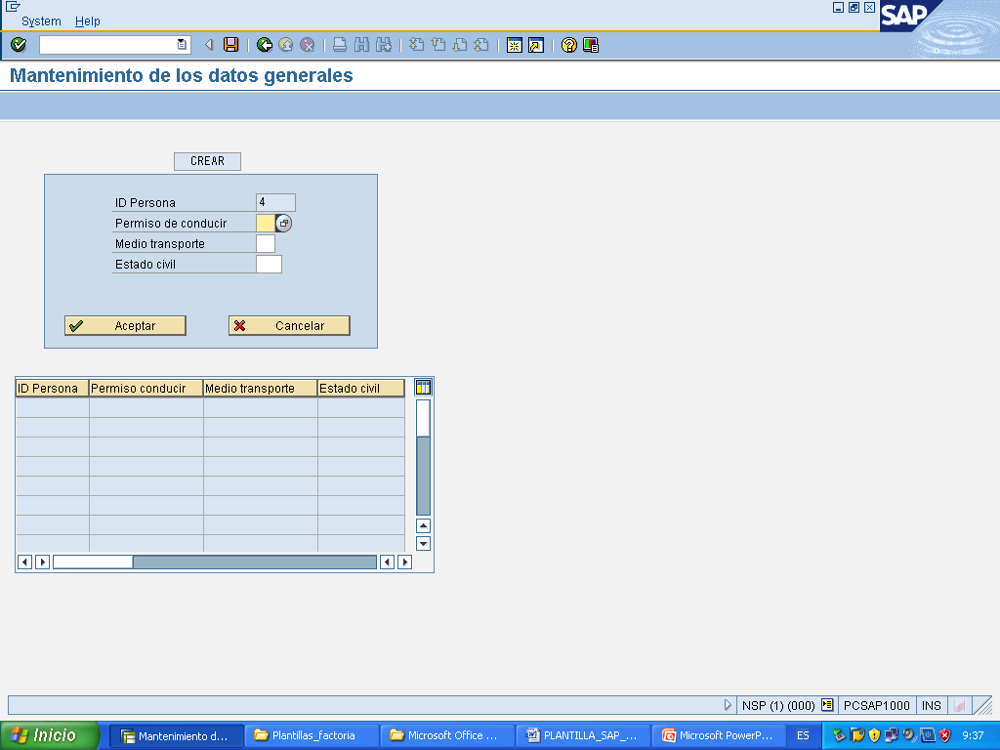 System Help
SAP
Mantenimiento de los datos generales
CREAR
ID Persona 4
Permiso de conducir
Medio transporte
Estado civil
Aceptar Cancelar
ID Persona Permiso conducir Medio transporte Estado civil
NSP (1) (000) PCSAP1000 INS
Inicio Mantenimiento d... Plantillas_factoria Microsoft Office ... PLANTILLA_SAP_... Microsoft PowerP... ES 9:37